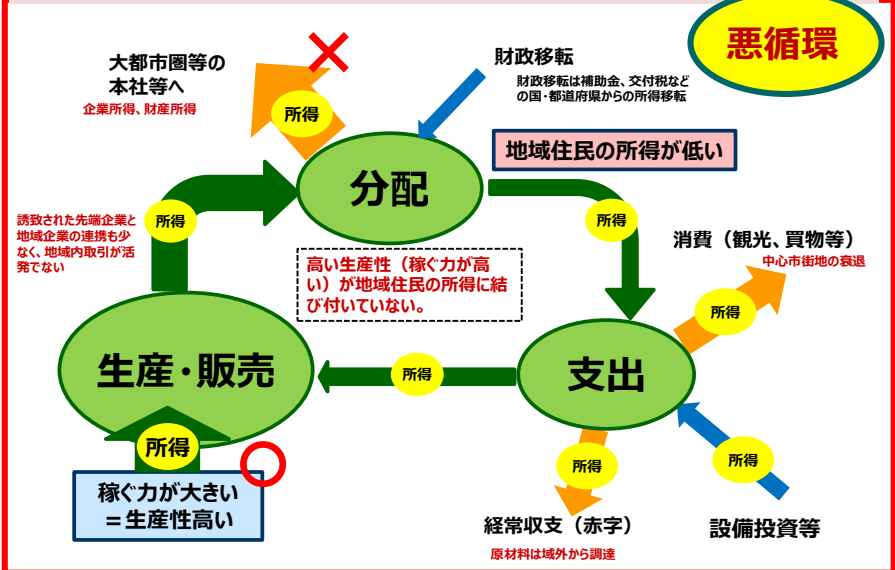 悪循環
大都市圏等の
本社等へ
企業所得、財産所得
所得
財政移転
財政移転は補助金、交付税など
の国・都道府県からの所得移転
地域住民の所得が低い
分配
所得
誘致された先端企業と
地域企業の連携も少
なく、地域内取引が活
発でない
所得
高い生産性（稼ぐ力が高
い）が地域住民の所得に結
び付いていない。
消費（観光、買物等）
中心市街地の衰退
所得
生産・販売
所得
支出
所得
稼ぐ力が大きい
＝生産性高い
所得
経常収支（赤字）
原材料は域外から調達
所得
設備投資等